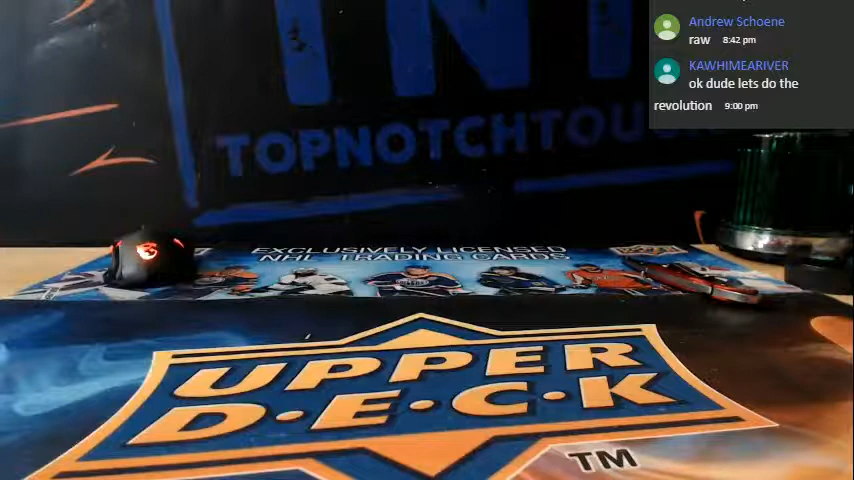 Andrew Schoene
raw 8:42 pm
KAWHIMEARIVER
ok dude lets do the
revolution 9:00 pm
TNT
EXCLUSIVELY LICENSED
NHL TRADING CARDS
UPPER
D·E·C·K
TM